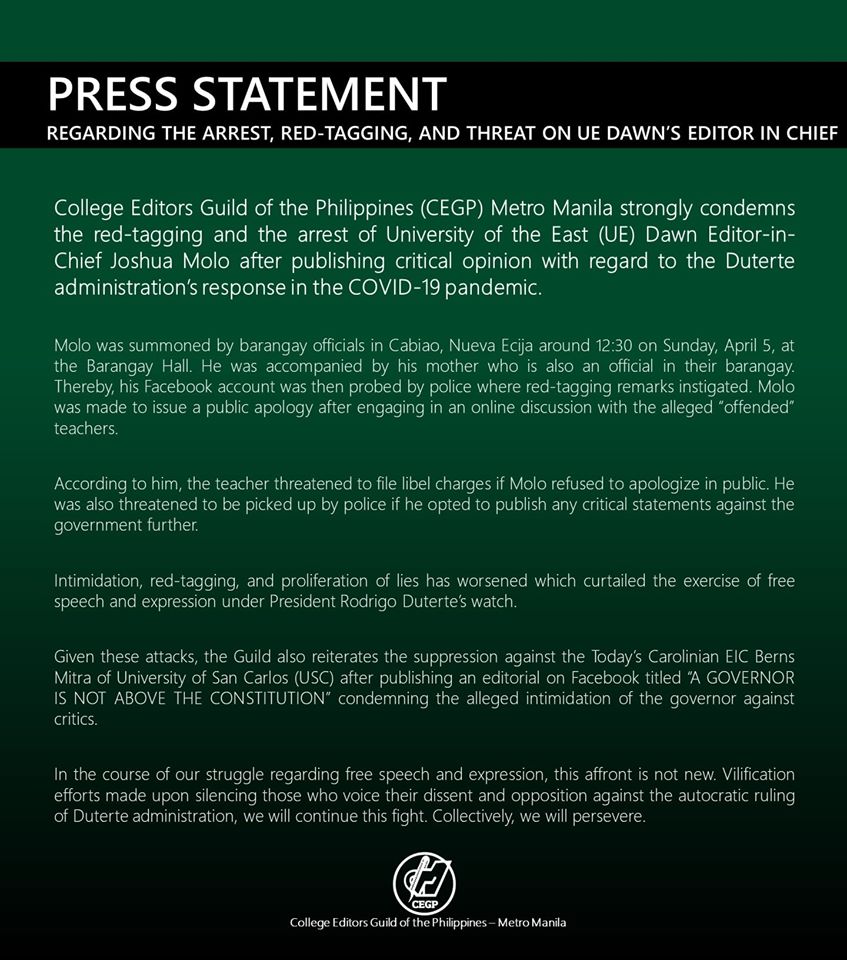 PRESS STATEMENT
REGARDING THE ARREST, RED-TAGGING, AND THREAT ON UE DAWN'S EDITOR IN CHIEF
College Editors Guild of the Philippines (CEGP) Metro Manila strongly condemns
the red-tagging and the arrest of University of the East (UE) Dawn Editor-in-
Chief Joshua Molo after publishing critical opinion with regard to the Duterte
administration's response in the COVID-19 pandemic.
Molo was summoned by barangay officials in Cabiao, Nueva Ecija around 12:30 on Sunday, April 5, at
the Barangay Hall. He was accompanied by his mother who is also an official in their barangay.
Thereby, his Facebook account was then probed by police where red-tagging remarks instigated. Molo
was made to issue a public apology after engaging in an online discussion with the alleged “offended”
teachers.
According to him, the teacher threatened to file libel charges if Molo refused to apologize in public. He
was also threatened to be picked up by police if he opted to publish any critical statements against the
government further.
Intimidation, red-tagging, and proliferation of lies has worsened which curtailed the exercise of free
speech and expression under President Rodrigo Duterte's watch.
Given these attacks, the Guild also reiterates the suppression against the Today's Carolinian EIC Berns
Mitra of University of San Carlos (USC) after publishing an editorial on Facebook titled “A GOVERNOR
IS NOT ABOVE THE CONSTITUTION” condemning the alleged intimidation of the governor against
critics.
In the course of our struggle regarding free speech and expression, this affront is not new. Vilification
efforts made upon silencing those who voice their dissent and opposition against the autocratic ruling
of Duterte administration, we will continue this fight. Collectively, we will persevere.
CEGP
College Editors Guild of the Philippines – Metro Manila